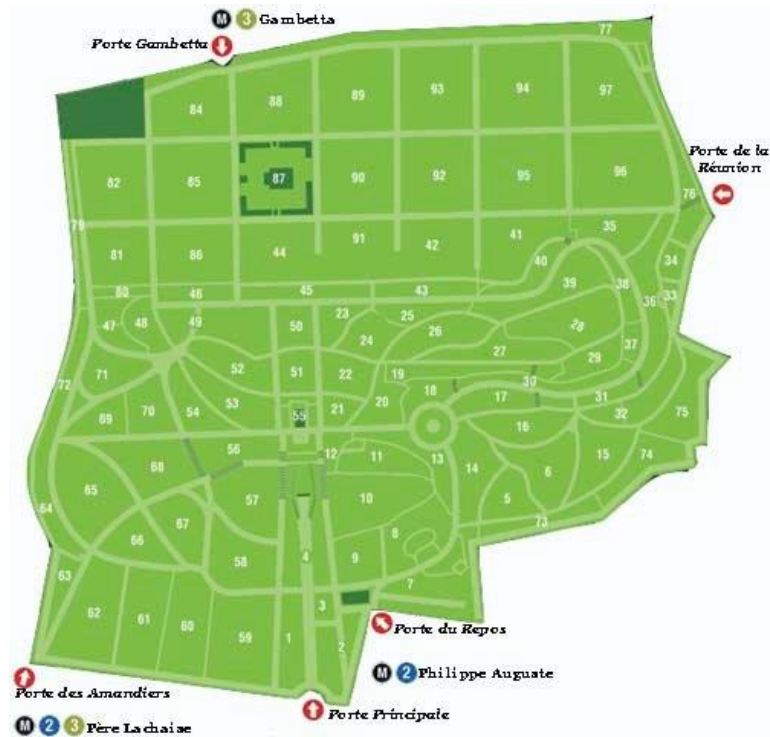 M 3 Gambetta
Porte Gambetta
77
84 88 89 93 94 97
Porte de la
Réunion
82 85 87 90 92 95 96
76
79
81 86 44 91 42 41 35
34
40
80 46 45 43 39 38 36 33
47 48 49 50 23 25 26 28
24
37
72 71 52 51 22 19 27 29
30
18 17 31
69 70 54 53 55 21 20 32 75
16
56 12 11 13
68 14 6 15 74
65 57 10 5
64 67 73
66 8
58 4 9
63 7
62 61 60 59 1 3 2
Porte du Repos
M 2 Philippe Auguste
Porte des Amandiers
Porte Principale
M 2 3 Père Lachaise